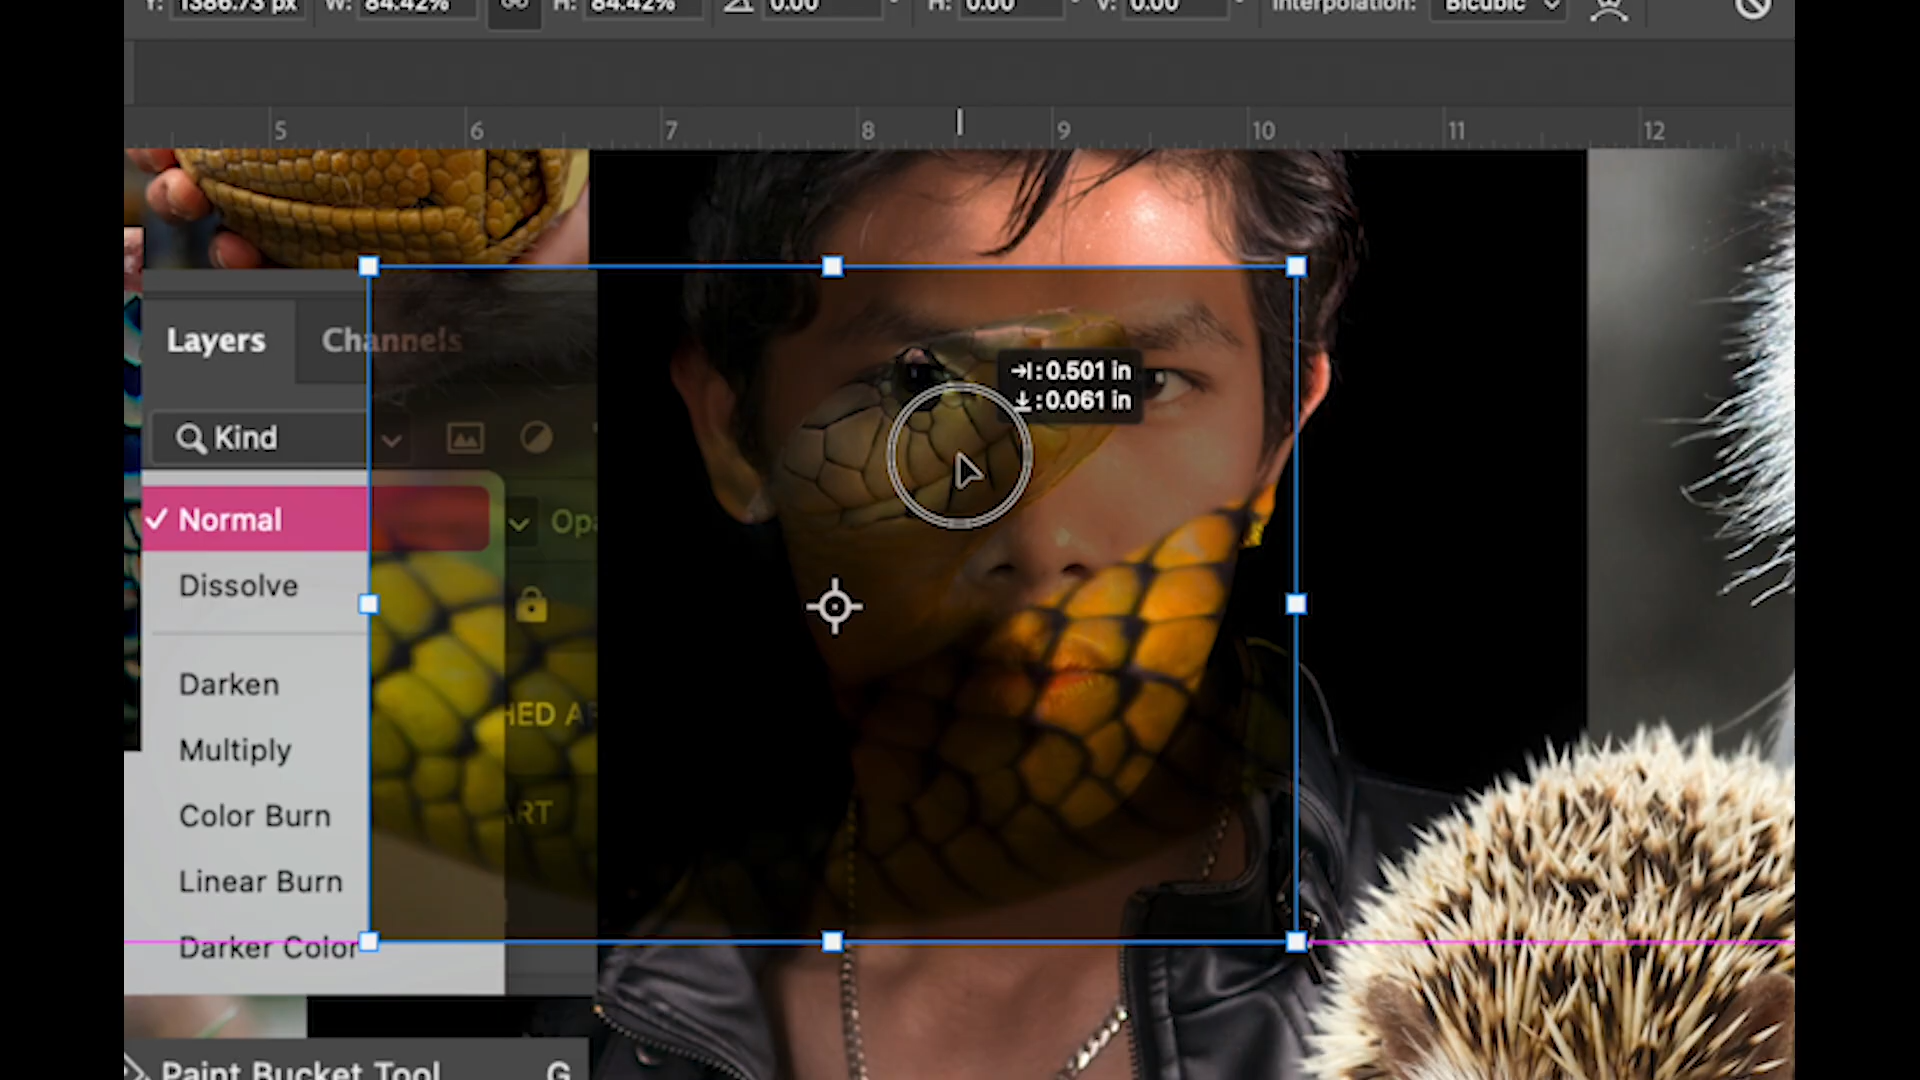 Y: 1386.73 px W: 84.42% H: 84.42% 0.00 H: 0.00 V: 0.00 Interpolation: Bicubic
5 6 7 8 9 10 11 12
Layers Channels
→|: 0.501 in
: 0.061 in
Kind
✓ Normal
Opa
Dissolve
Darken
HED A
Multiply
Color Burn
ART
Linear Burn
Darker Color
Paint Bucket Tool G